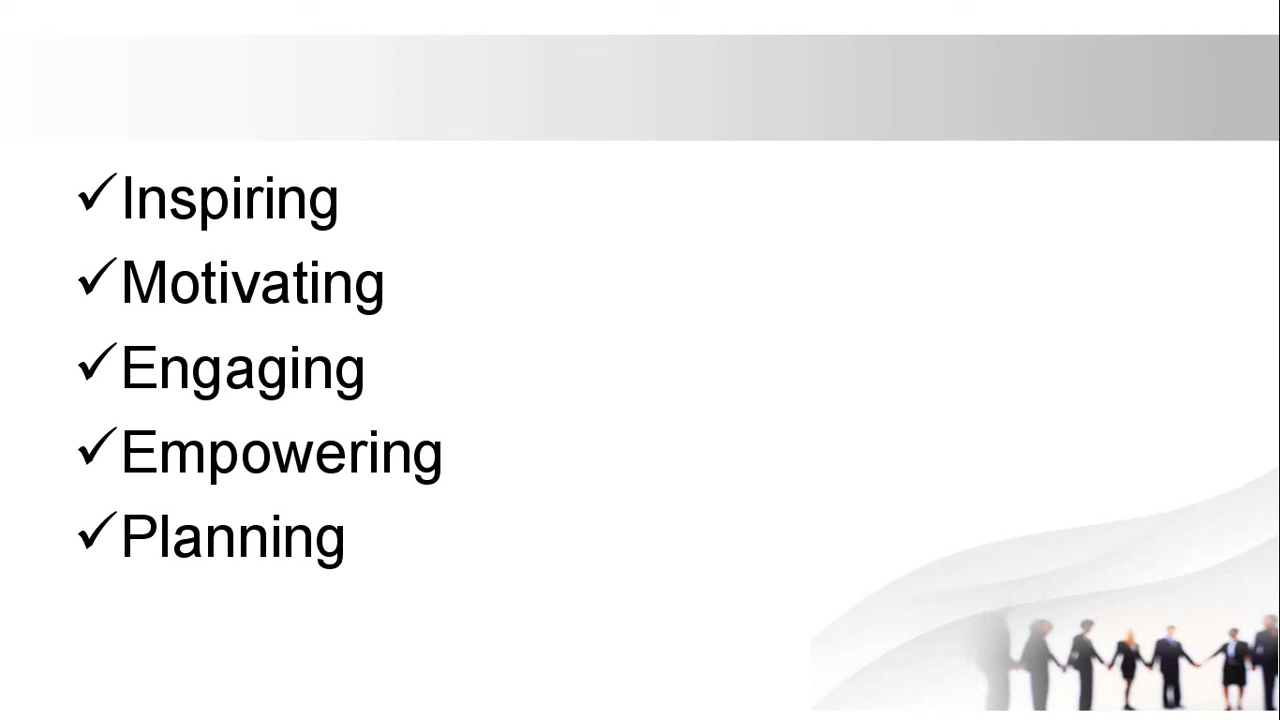 ✓Inspiring
✓Motivating
✓Engaging
✓Empowering
✓Planning